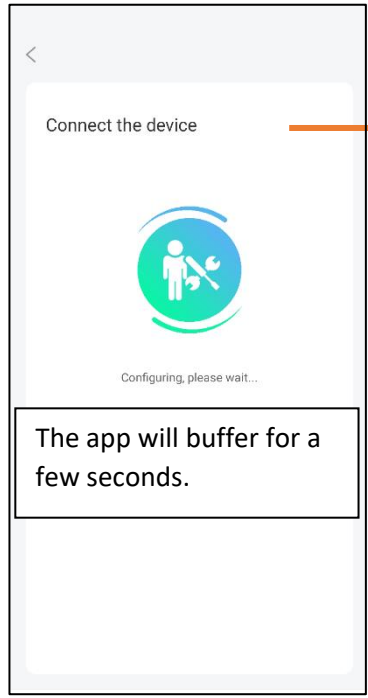 Connect the device
Configuring, please wait...
The app will buffer for a
few seconds.